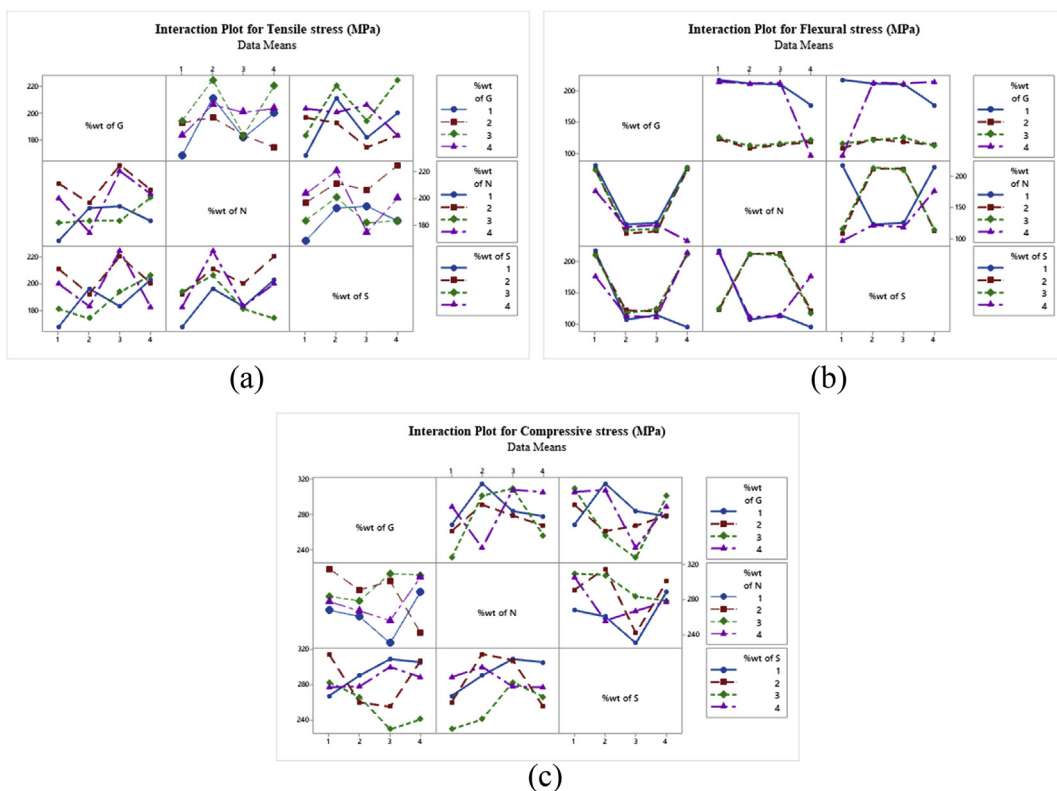 Interaction Plot for Tensile stress (MPa)
Data Means
1 2 3 4
220
200
180
%wt of G
%wt
of G
1
2
3
4
%wt of N
220
200
180
%wt
of N
1
2
3
4
220
200
180
%wt of S
%wt of S
1
2
3
4
1 2 3 4
1 2 3 4
(a)
Interaction Plot for Flexural stress (MPa)
Data Means
1 2 3 4
200
150
100
%wt of G
%wt
of G
1
2
3
4
%wt of N
200
150
100
%wt
of N
1
2
3
4
200
150
100
%wt of S
%wt of S
1
2
3
4
1 2 3 4
1 2 3 4
(b)
Interaction Plot for Compressive stress (MPa)
Data Means
1 2 3 4
320
280
240
%wt of G
%wt
of G
1
2
3
4
%wt of N
320
280
240
%wt
of N
1
2
3
4
320
280
240
%wt of S
%wt of S
1
2
3
4
1 2 3 4
1 2 3 4
(c)